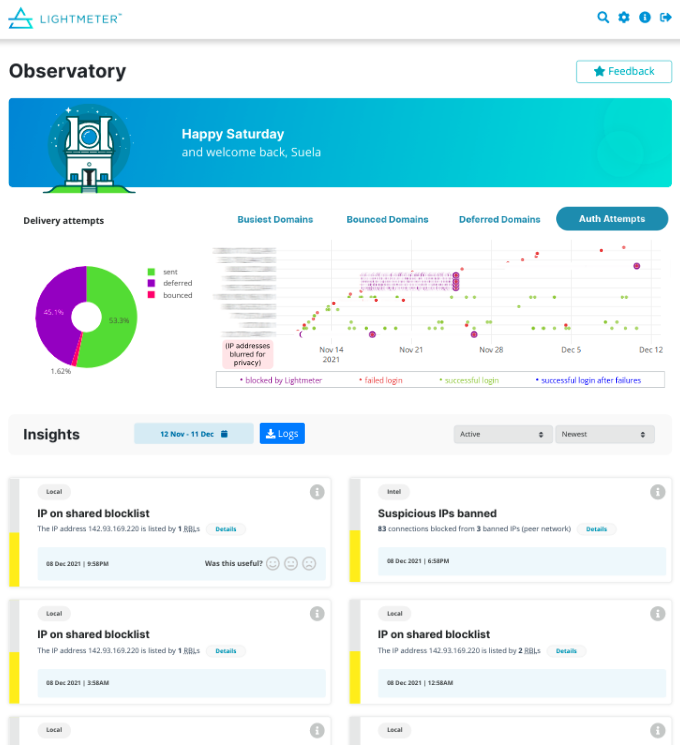 LIGHTMETER™
Observatory
Feedback
Happy Saturday
and welcome back, Suela
Delivery attempts
Busiest Domains
Bounced Domains
Deferred Domains
Auth Attempts
sent
deferred
bounced
45.1%
53.3%
1.62%
(IP addresses
blurred for
privacy)
Nov 14
2021
Nov 21
Nov 28
Dec 5
Dec 12
• blocked by Lightmeter
• failed login
• successful login
• successful login after failures
Insights
12 Nov - 11 Dec
Logs
Active
Newest
Local
IP on shared blocklist
The IP address 142.93.169.220 is listed by 1 RBLs
Details
08 Dec 2021 | 9:58PM
Was this useful?
Intel
Suspicious IPs banned
83 connections blocked from 3 banned IPs (peer network)
Details
08 Dec 2021 | 6:58PM
Local
IP on shared blocklist
The IP address 142.93.169.220 is listed by 1 RBLs
Details
08 Dec 2021 | 3:58AM
Local
IP on shared blocklist
The IP address 142.93.169.220 is listed by 2 RBLs
Details
08 Dec 2021 | 12:58AM
Local
Local